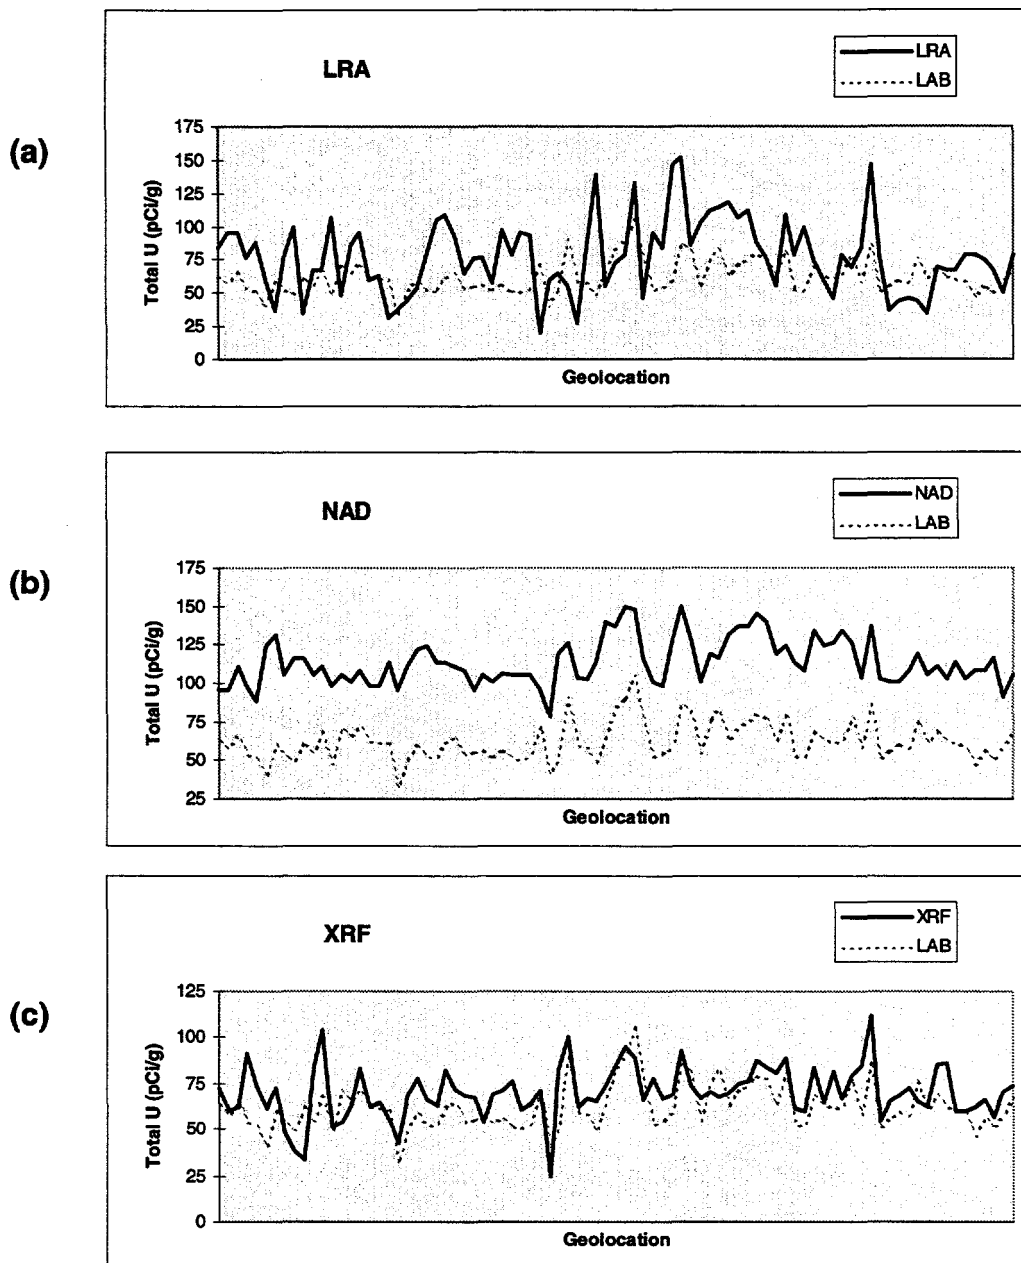 (a)
LRA
LRA
LAB
Total U (pCi/g)
175
150
125
100
75
50
25
0
Geolocation
(b)
NAD
NAD
LAB
Total U (pCi/g)
175
150
125
100
75
50
25
Geolocation
(c)
XRF
XRF
LAB
Total U (pCi/g)
125
100
75
50
25
0
Geolocation